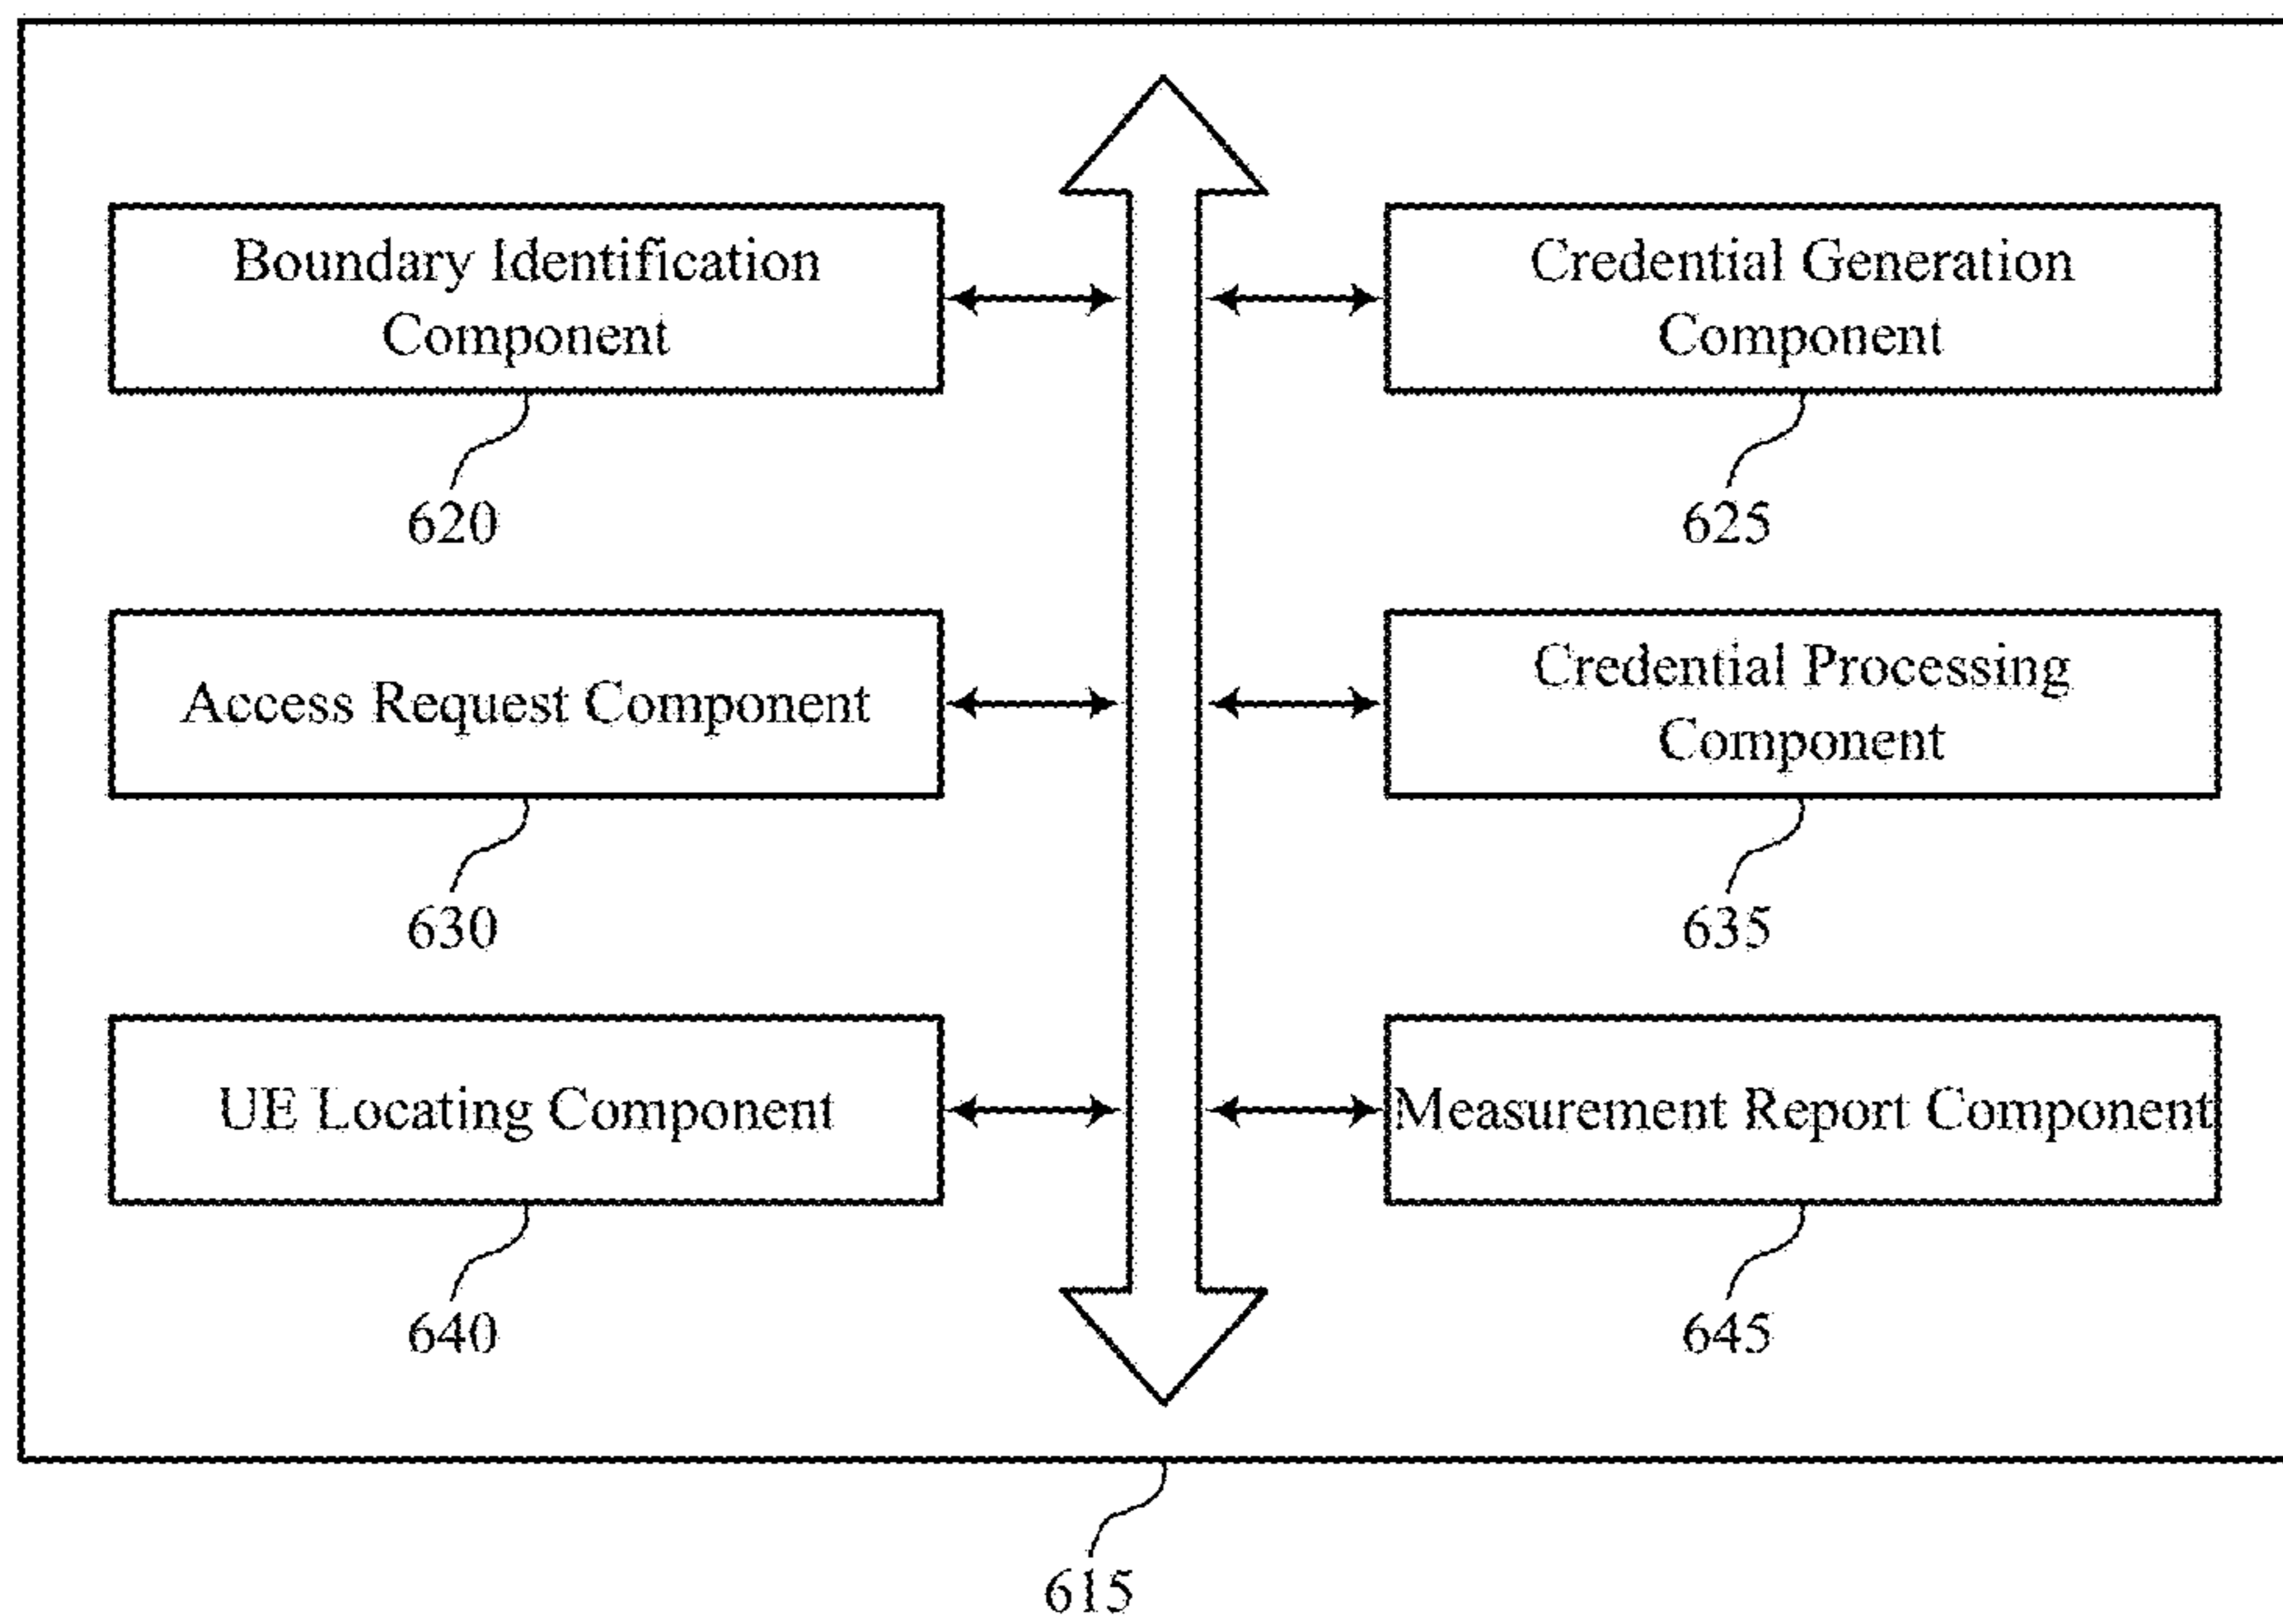 Boundary Identification
Component
620
Credential Generation
Component
625
Access Request Component
630
Credential Processing
Component
635
UE Locating Component
640
Measurement Report Component
645
615